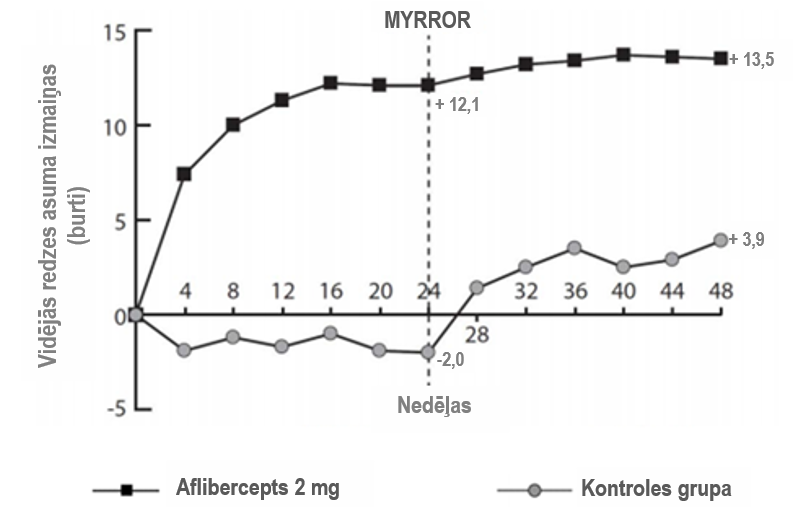 MYRROR
Vidējās redzes asuma izmaiņas
(burti)
15
10
5
0
-5
4 8 12 16 20 24 32 36 40 44 48
28
+ 13,5
+ 12,1
+ 3,9
-2,0
Nedēļas
Aflibercepts 2 mg
Kontroles grupa